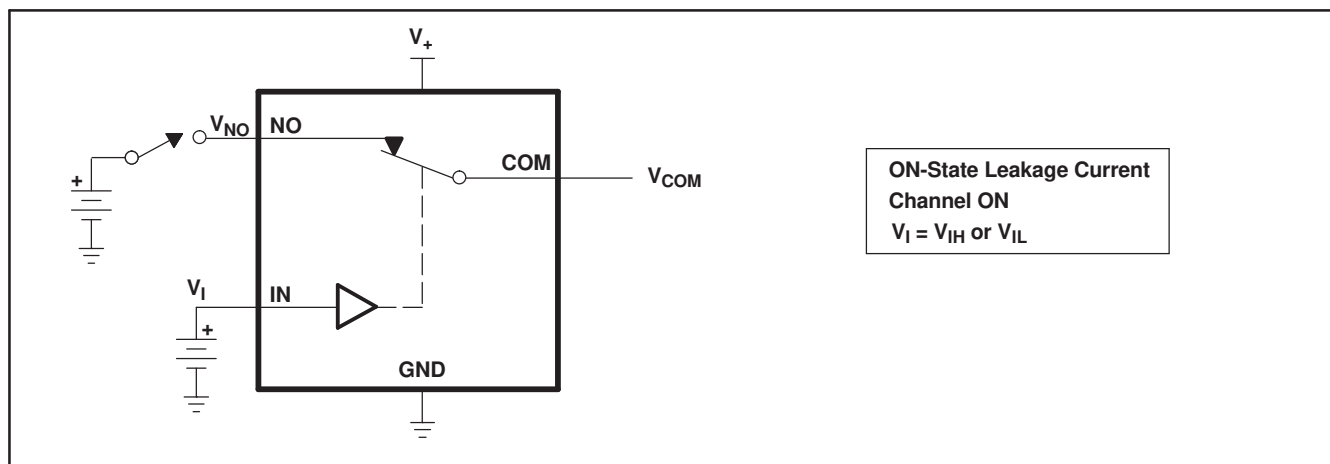 V+
VNO NO
COM
VCOM
+
VI IN
+
GND
ON-State Leakage Current
Channel ON
VI = VIH or VIL